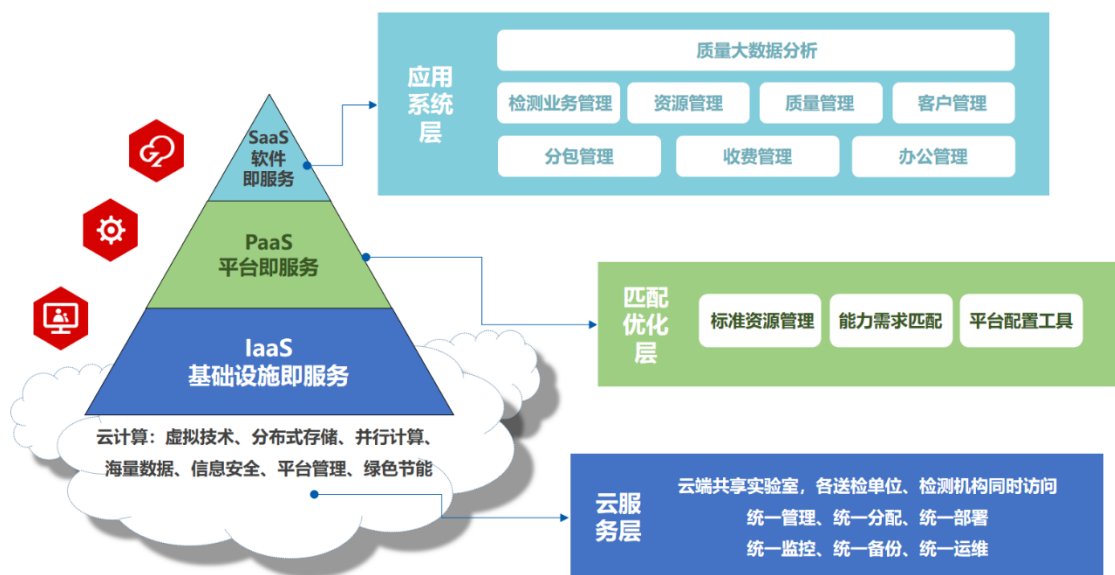 SaaS
软件
即服务
PaaS
平台即服务
IaaS
基础设施即服务
云计算：虚拟技术、分布式存储、并行计算、
海量数据、信息安全、平台管理、绿色节能
应用
系统
层
质量大数据分析
检测业务管理 资源管理 质量管理 客户管理
分包管理 收费管理 办公管理
匹配
优化
层
标准资源管理 能力需求匹配 平台配置工具
云服
务层
云端共享实验室，各送检单位、检测机构同时访问
统一管理、统一分配、统一部署
统一监控、统一备份、统一运维